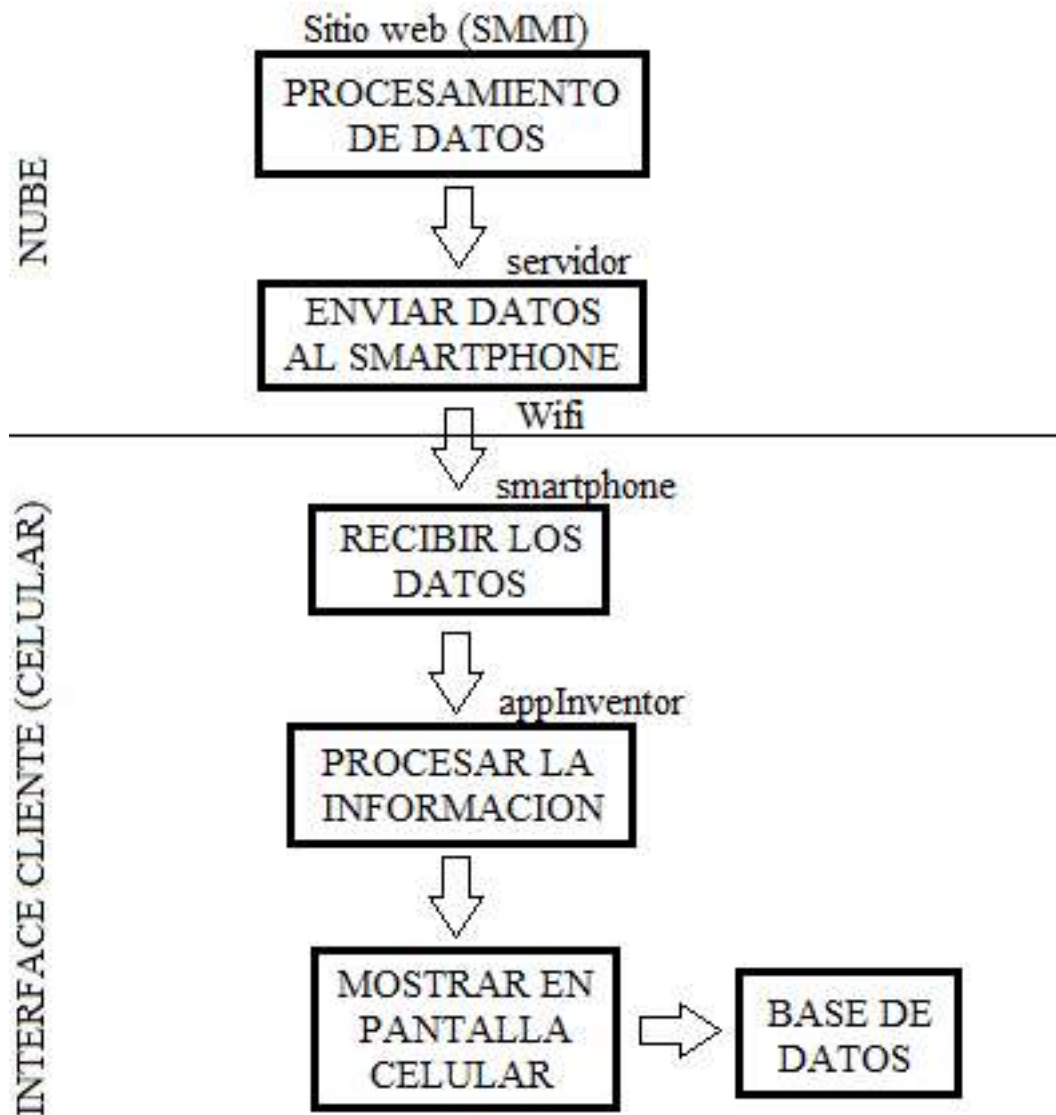 Sitio web (SMMI)
PROCESAMIENTO
DE DATOS
NUBE
servidor
ENVIAR DATOS
AL SMARTPHONE
Wifi
smartphone
RECIBIR LOS
DATOS
INTERFACE CLIENTE (CELULAR)
appInventor
PROCESAR LA
INFORMACION
MOSTRAR EN
PANTALLA
CELULAR
BASE DE
DATOS